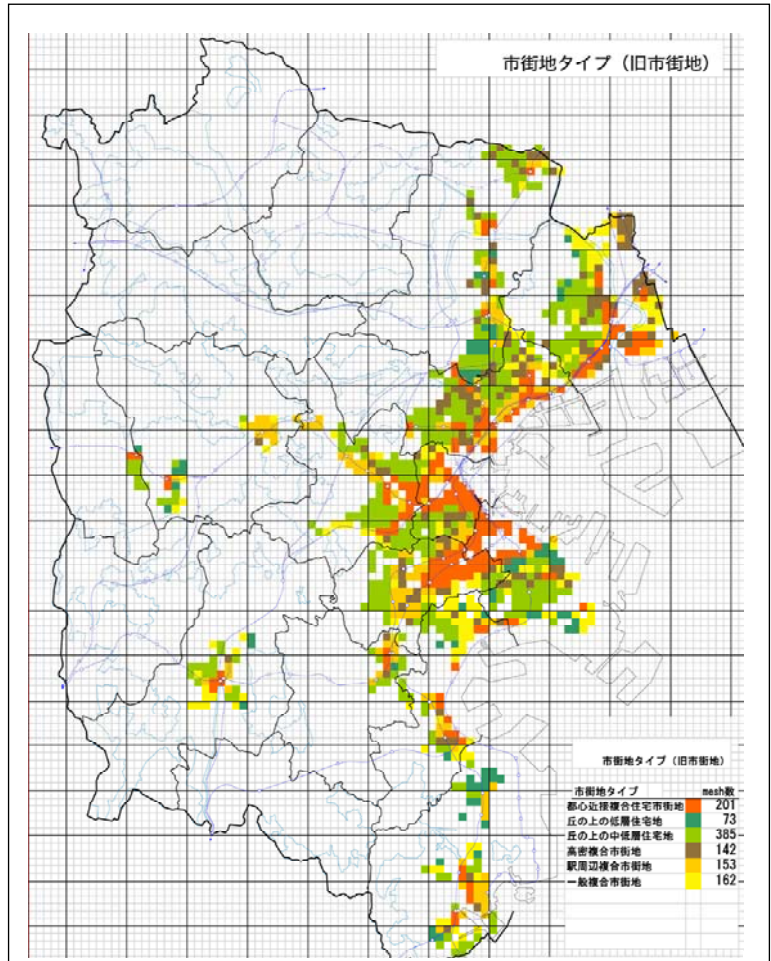 市街地タイプ（旧市街地）
市街地タイプ（旧市街地）
市街地タイプ mesh数
都心近接複合住宅市街地 201
丘の上の低層住宅地 73
丘の上の中低層住宅地 385
高密複合市街地 142
駅周辺複合市街地 153
一般複合市街地 162